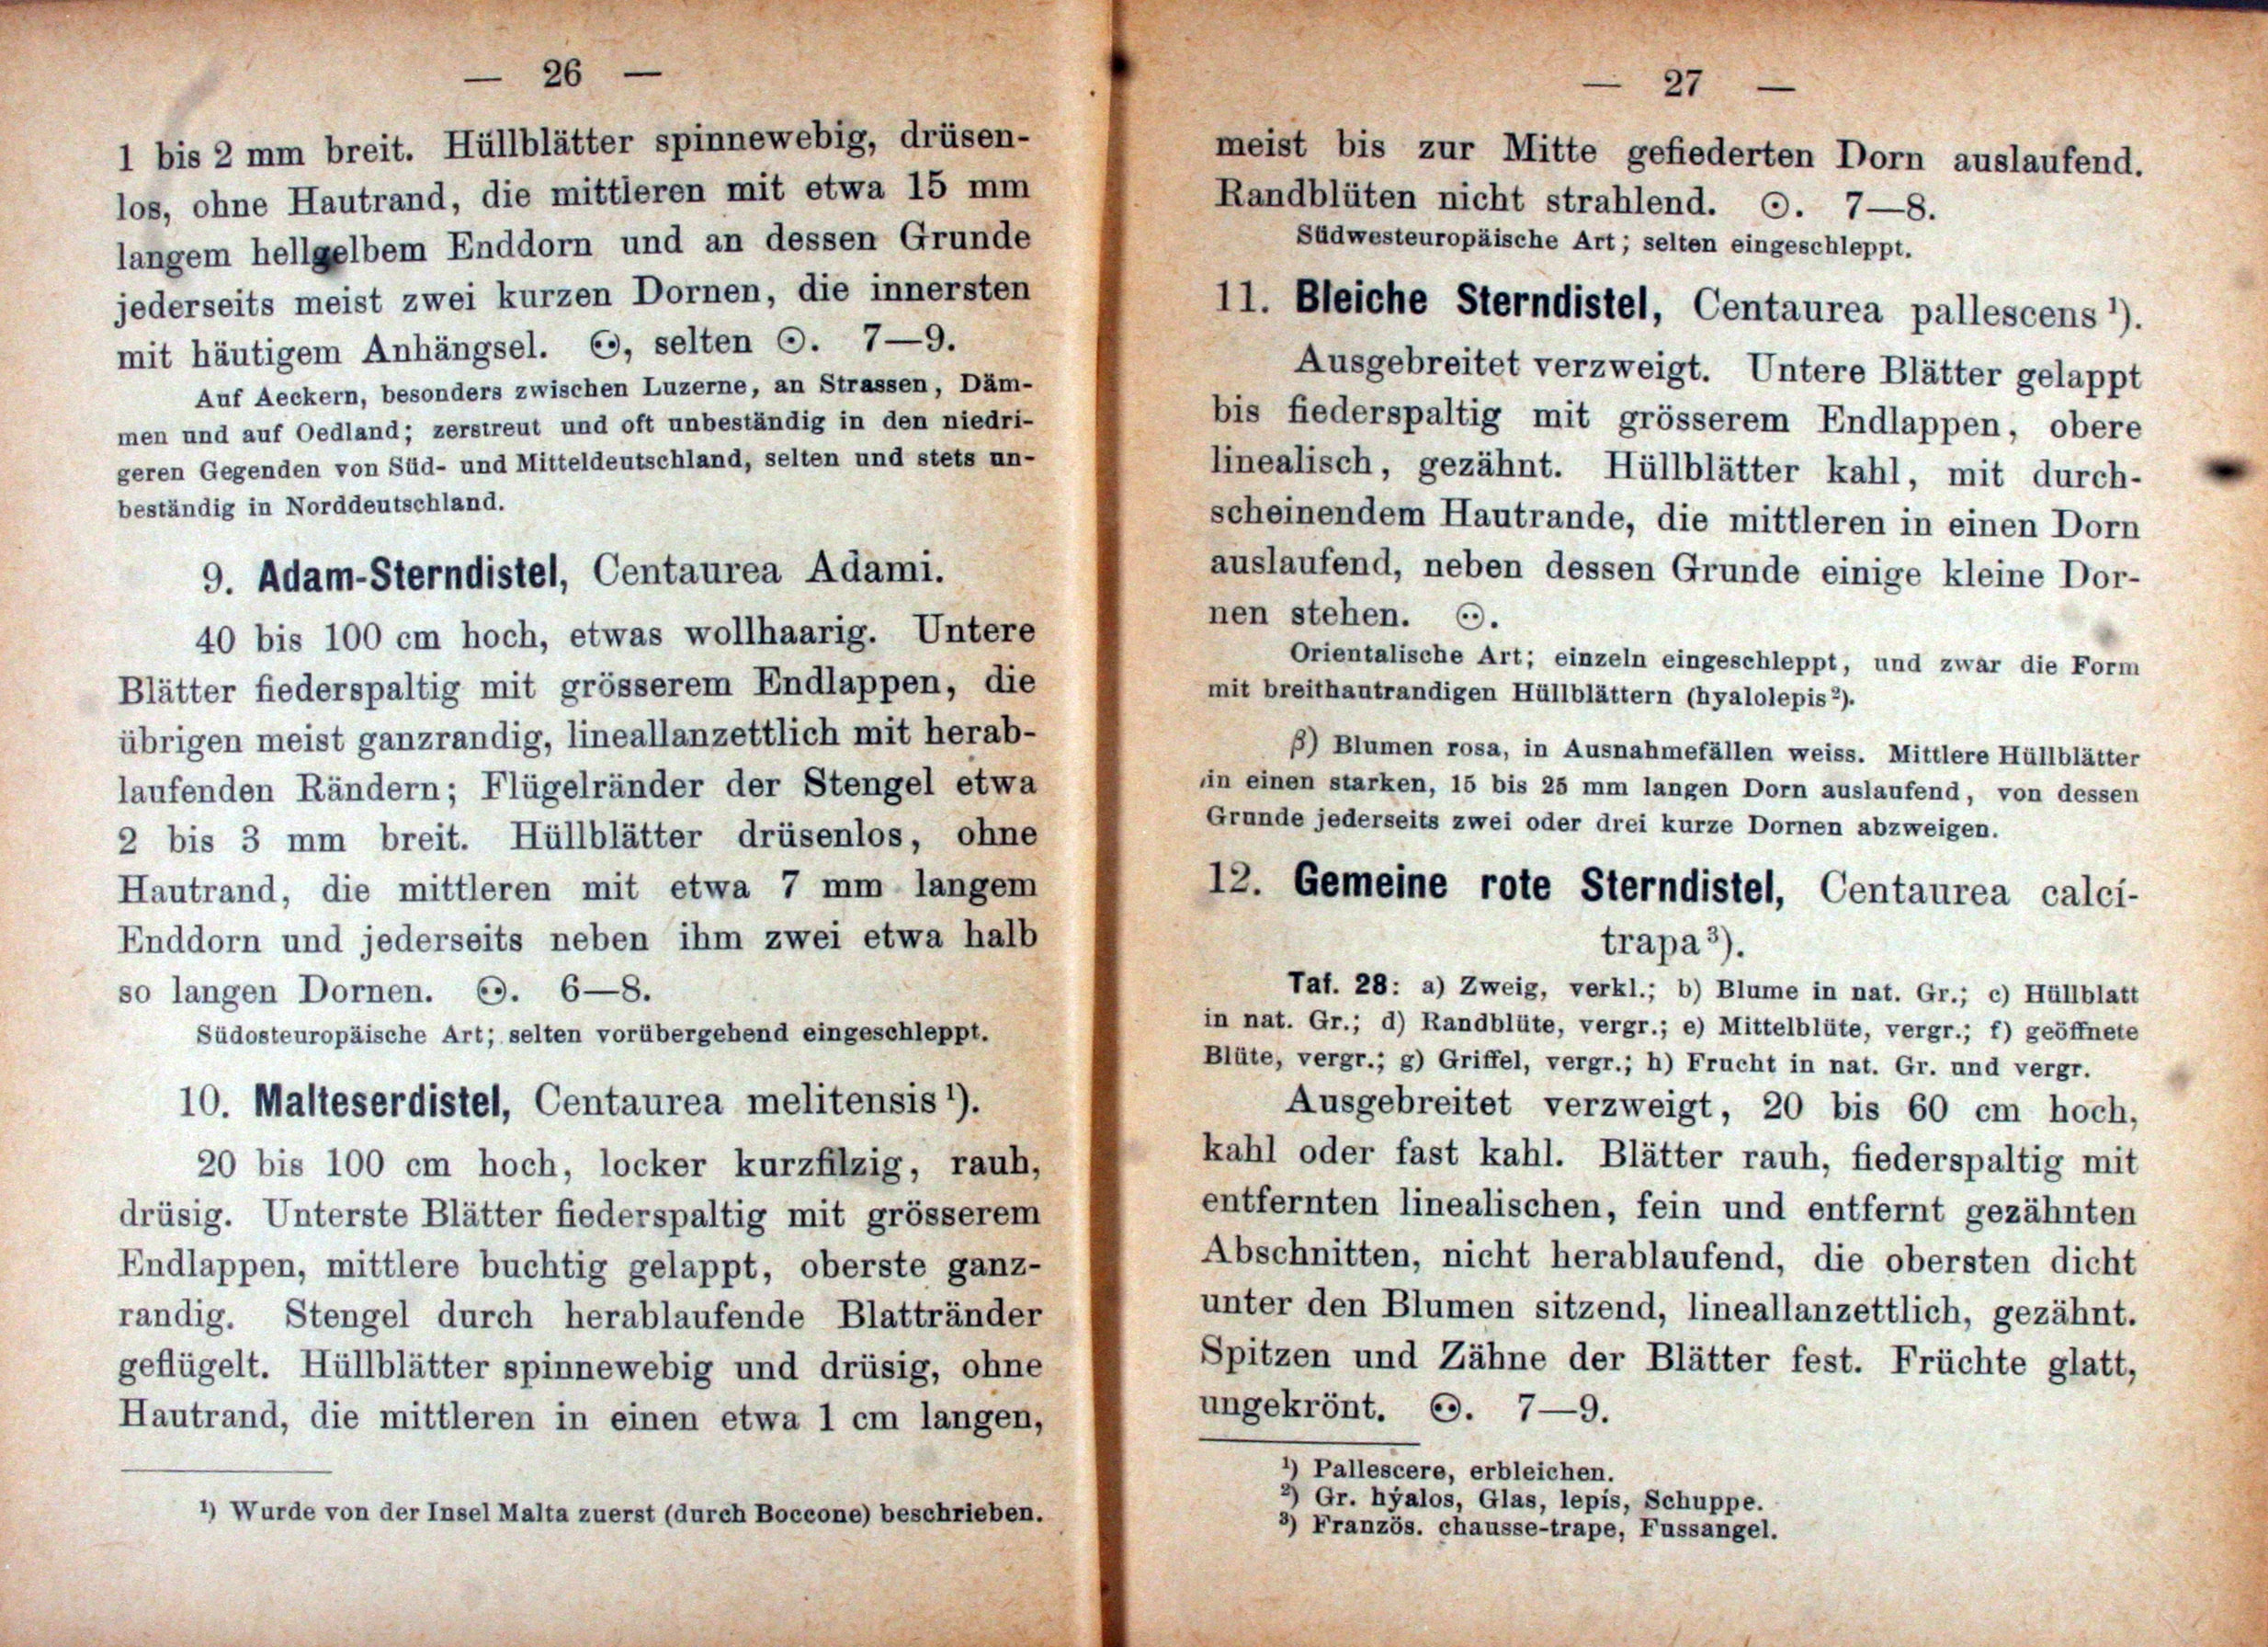 — 26 —
1 bis 2 mm breit. Hüllblätter spinnewebig, drüsen-
los, ohne Hautrand, die mittleren mit etwa 15 mm
langem hellgelbem Enddorn und an dessen Grunde
jederseits meist zwei kurzen Dornen, die innersten
mit häutigem Anhängsel. ⊙, selten ⊙. 7—9.
Auf Aeckern, besonders zwischen Luzerne, an Strassen, Däm-
men und auf Oedland; zerstreut und oft unbeständig in den niedri-
geren Gegenden von Süd- und Mitteldeutschland, selten und stets un-
beständig in Norddeutschland.
9. Adam-Sterndistel, Centaurea Adami.
40 bis 100 cm hoch, etwas wollhaarig. Untere
Blätter fiederspaltig mit grösserem Endlappen, die
übrigen meist ganzrandig, lineallanzettlich mit herab-
laufenden Rändern; Flügelränder der Stengel etwa
2 bis 3 mm breit. Hüllblätter drüsenlos, ohne
Hautrand, die mittleren mit etwa 7 mm langem
Enddorn und jederseits neben ihm zwei etwa halb
so langen Dornen. ⊙. 6—8.
Südosteuropäische Art; selten vorübergehend eingeschleppt.
10. Malteserdistel, Centaurea melitensis ¹).
20 bis 100 cm hoch, locker kurzfilzig, rauh,
drüsig. Unterste Blätter fiederspaltig mit grösserem
Endlappen, mittlere buchtig gelappt, oberste ganz-
randig. Stengel durch herablaufende Blattränder
geflügelt. Hüllblätter spinnewebig und drüsig, ohne
Hautrand, die mittleren in einen etwa 1 cm langen,
¹) Wurde von der Insel Malta zuerst (durch Boccone) beschrieben.
— 27 —
meist bis zur Mitte gefiederten Dorn auslaufend.
Randblüten nicht strahlend. ⊙. 7—8.
Südwesteuropäische Art; selten eingeschleppt.
11. Bleiche Sterndistel, Centaurea pallescens ¹).
Ausgebreitet verzweigt. Untere Blätter gelappt
bis fiederspaltig mit grösserem Endlappen, obere
linealisch, gezähnt. Hüllblätter kahl, mit durch-
scheinendem Hautrande, die mittleren in einen Dorn
auslaufend, neben dessen Grunde einige kleine Dor-
nen stehen. ⊙.
Orientalische Art; einzeln eingeschleppt, und zwar die Form
mit breithautrandigen Hüllblättern (hyalolepis²).
β) Blumen rosa, in Ausnahmefällen weiss. Mittlere Hüllblätter
in einen starken, 15 bis 25 mm langen Dorn auslaufend, von dessen
Grunde jederseits zwei oder drei kurze Dornen abzweigen.
12. Gemeine rote Sterndistel, Centaurea calci-
trapa ³).
Taf. 28: a) Zweig, verkl.; b) Blume in nat. Gr.; c) Hüllblatt
in nat. Gr.; d) Randblüte, vergr.; e) Mittelblüte, vergr.; f) geöffnete
Blüte, vergr.; g) Griffel, vergr.; h) Frucht in nat. Gr. und vergr.
Ausgebreitet verzweigt, 20 bis 60 cm hoch,
kahl oder fast kahl. Blätter rauh, fiederspaltig mit
entfernten linealischen, fein und entfernt gezähnten
Abschnitten, nicht herablaufend, die obersten dicht
unter den Blumen sitzend, lineallanzettlich, gezähnt.
Spitzen und Zähne der Blätter fest. Früchte glatt,
ungekrönt. ⊙. 7—9.
¹) Pallescere, erbleichen.
²) Gr. hýalos, Glas, lepis, Schuppe.
³) Französ. chausse-trape, Fussangel.